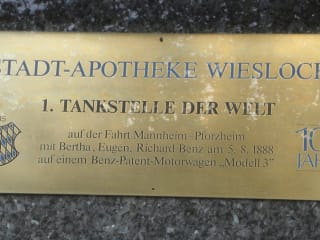 STADT-APOTHEKE WIESLOCH
1. TANKSTELLE DER WELT
auf der Fahrt Mannheim-Pforzheim
mit Bertha, Eugen, Richard Benz am 5. 8. 1888
auf einem Benz-Patent-Motorwagen „Modell 3"